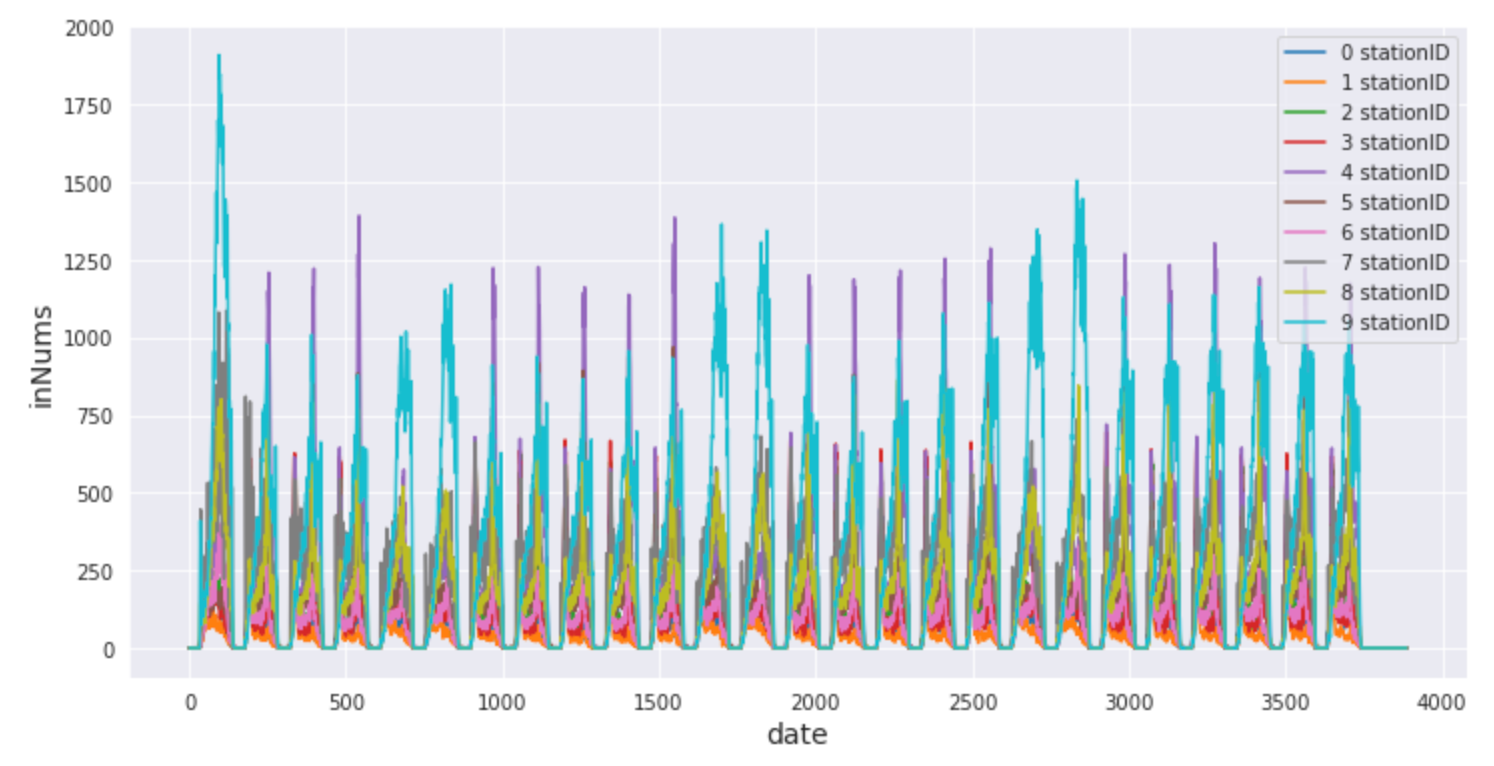 2000
1750
1500
1250
1000
750
500
250
0
inNums
0 stationID
1 stationID
2 stationID
3 stationID
4 stationID
5 stationID
6 stationID
7 stationID
8 stationID
9 stationID
0 500 1000 1500 2000 2500 3000 3500 4000
date